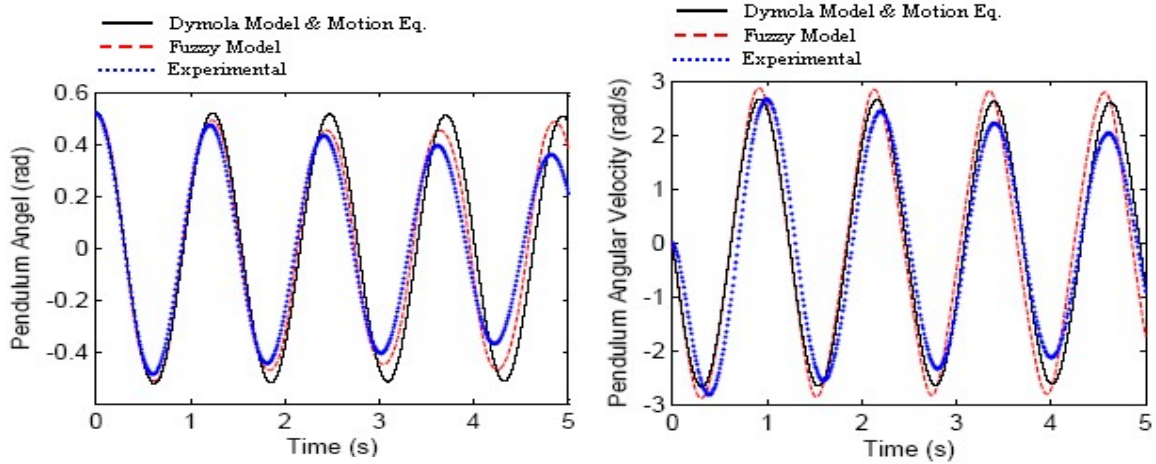 Dymola Model & Motion Eq.
Fuzzy Model
Experimental
0.6
0.4
0.2
0
-0.2
-0.4
0
1
2
3
4
5
Pendulum Angel (rad)
Time (s)
Dymola Model & Motion Eq.
Fuzzy Model
Experimental
3
2
1
0
-1
-2
-3
0
1
2
3
4
5
Pendulum Angular Velocity (rad/s)
Time (s)